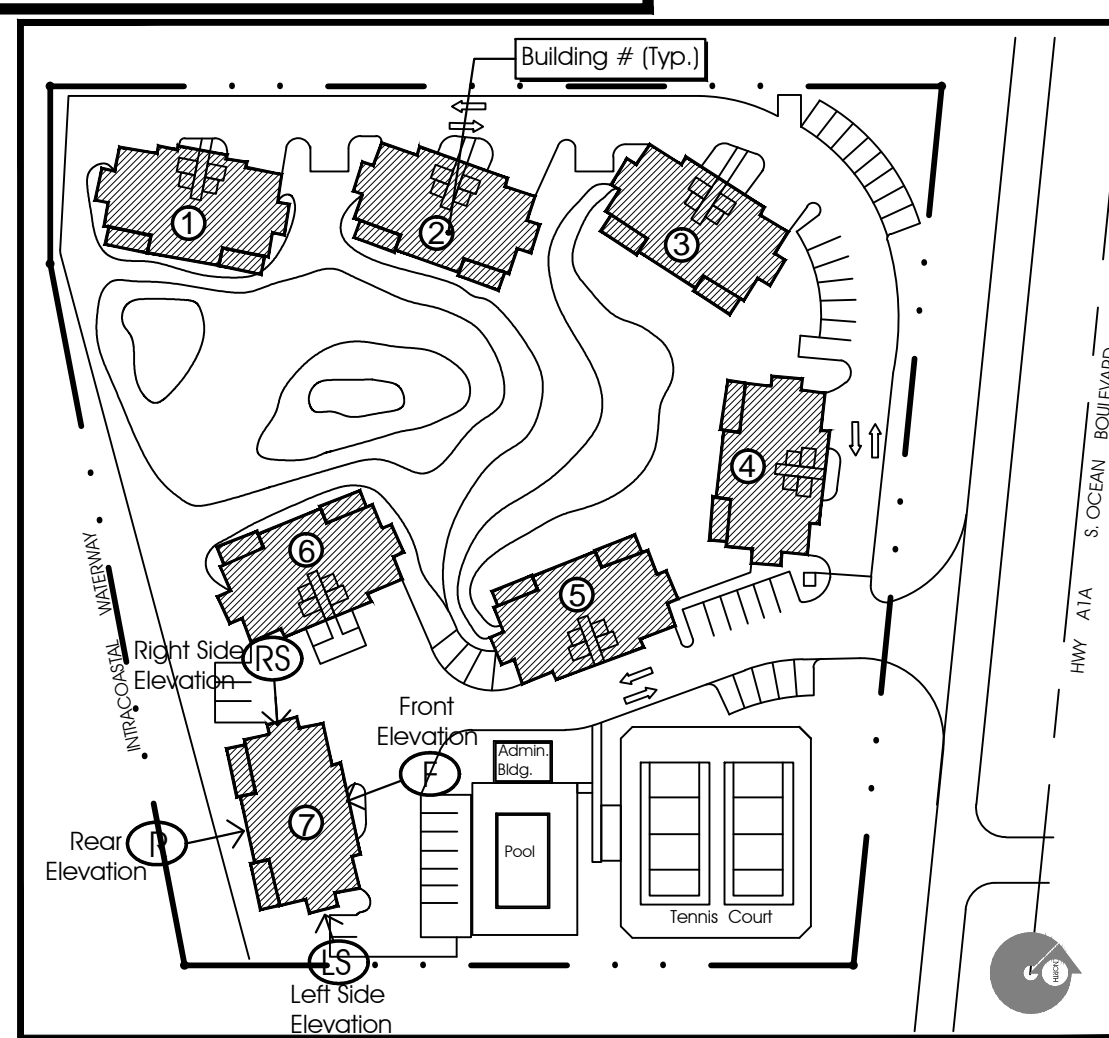 Building # (Typ.)
1
2
3
4
5
6
7
INTRACOASTAL WATERWAY
S. OCEAN BOULEVARD
HWY A1A
Right Side
Elevation
RS
Front
Elevation
F
Admin.
Bldg.
Pool
Tennis Court
Rear
Elevation
LS
Left Side
Elevation
NORTH